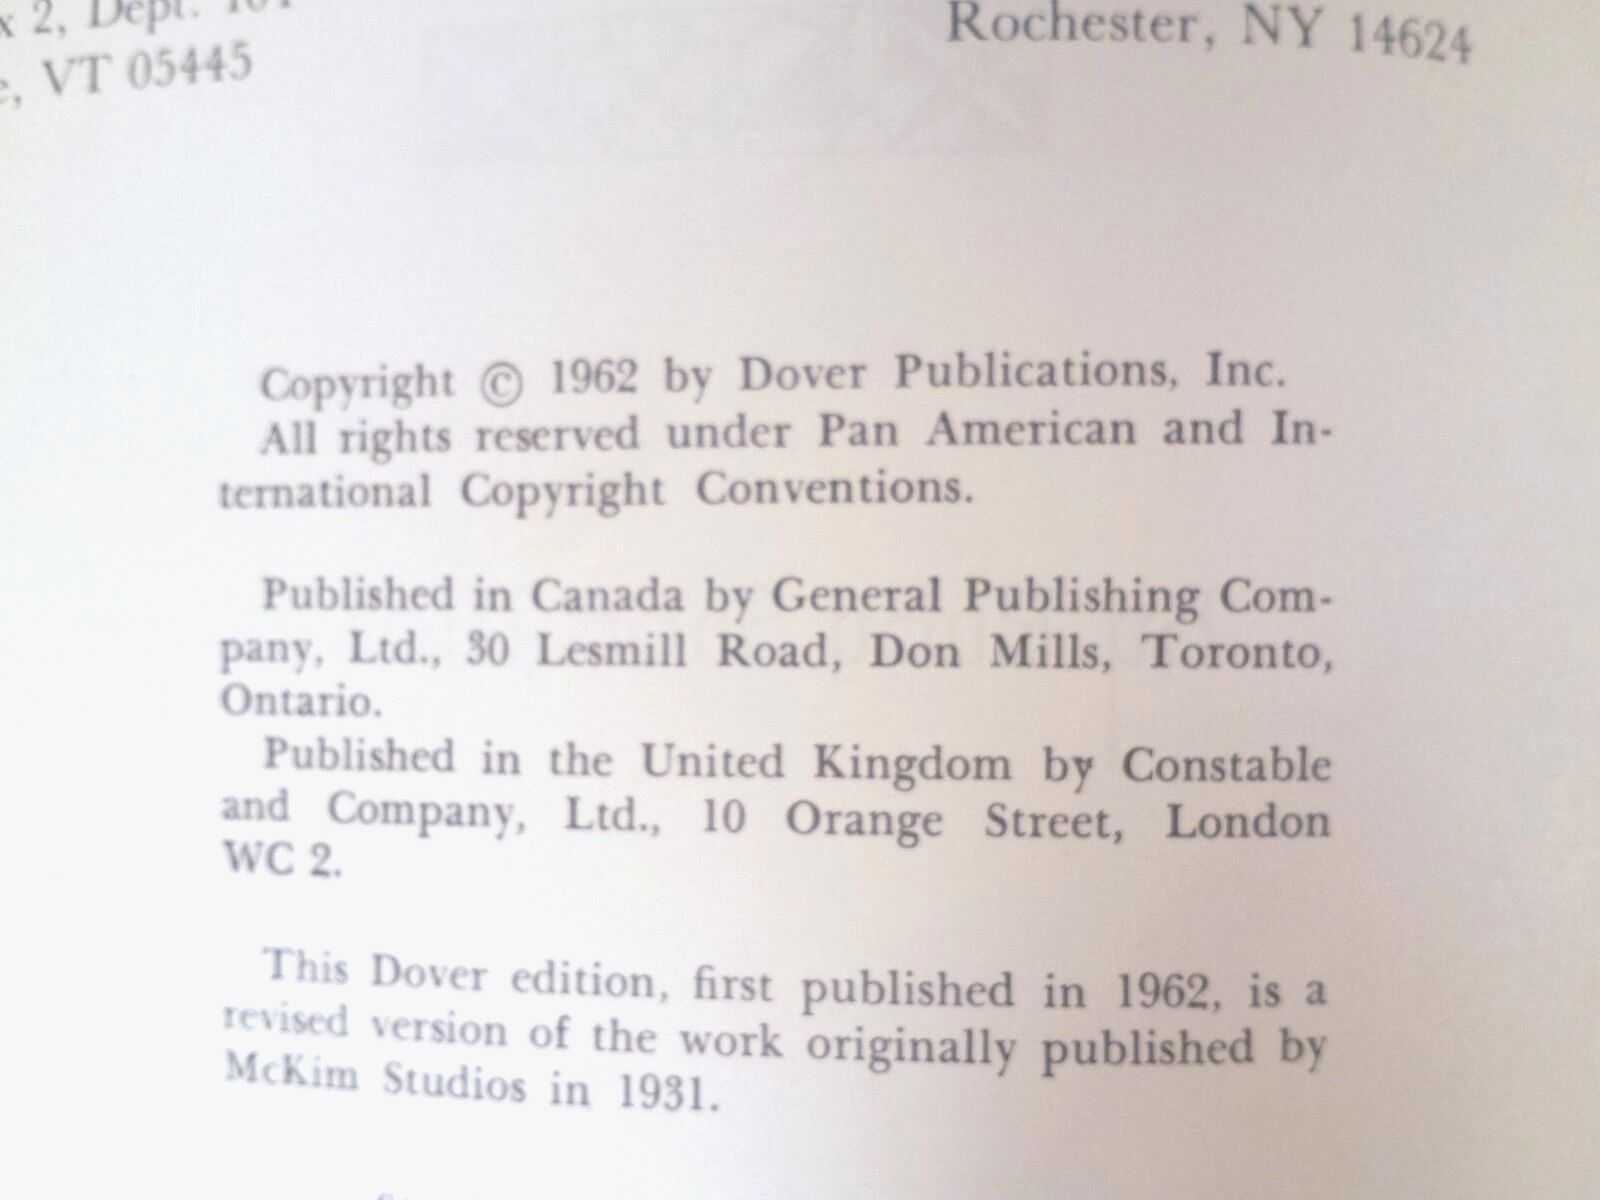 x 2, Dept.
Rochester, NY 14624
e, VT 05445
Copyright © 1962 by Dover Publications, Inc.
All rights reserved under Pan American and In-
ternational Copyright Conventions.
Published in Canada by General Publishing Com-
pany, Ltd., 30 Lesmill Road, Don Mills, Toronto,
Ontario.
Published in the United Kingdom by Constable
and Company, Ltd., 10 Orange Street, London
WC 2.
This Dover edition, first published in 1962, is a
revised version of the work originally published by
McKim Studios in 1931.